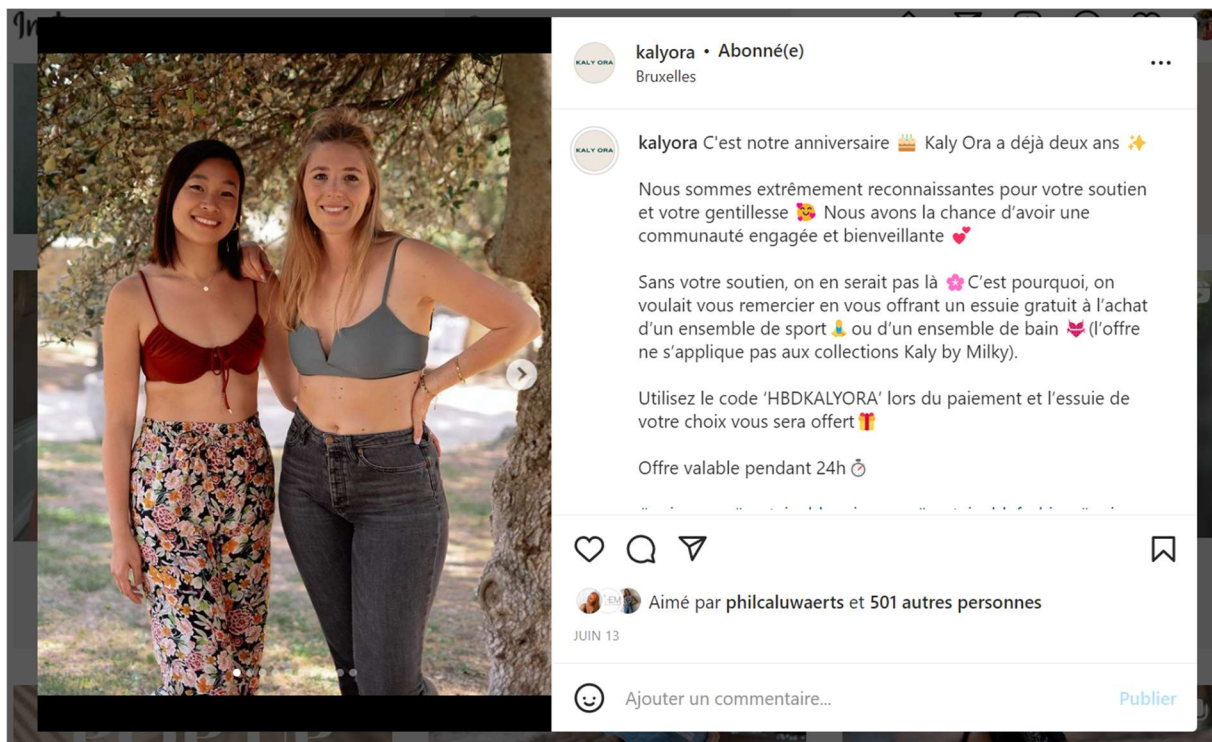 kalyora • Abonné(e)
Bruxelles
KALY ORA
KALY ORA
kalyora C'est notre anniversaire 🎂 Kaly Ora a déjà deux ans ✨
Nous sommes extrêmement reconnaissantes pour votre soutien
et votre gentillesse 🥰 Nous avons la chance d’avoir une
communauté engagée et bienveillante 💕
Sans votre soutien, on en serait pas là 🌸 C’est pourquoi, on
voulait vous remercier en vous offrant un essuie gratuit à l’achat
d’un ensemble de sport 🧘 ou d’un ensemble de bain 👙 (l’offre
ne s’applique pas aux collections Kaly by Milky).
Utilisez le code ‘HBDKALYORA’ lors du paiement et l’essuie de
votre choix vous sera offert 🎁
Offre valable pendant 24h ⏱
Aimé par philcaluwaerts et 501 autres personnes
JUIN 13
Ajouter un commentaire... Publier